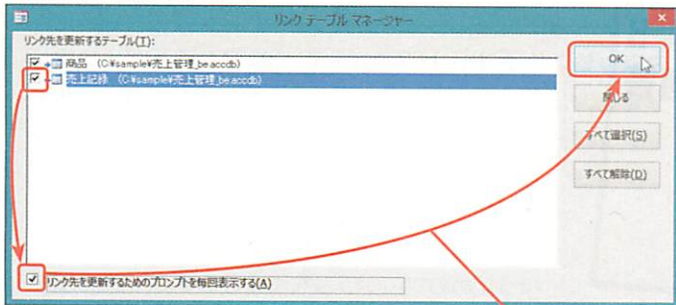 リンク テーブル マネージャー
リンク先を更新するテーブル(T):
商品 (C:¥sample¥売上管理_be.accdb)
売上記録 (C:¥sample¥売上管理_be.accdb)
OK
閉じる
すべて選択(S)
すべて解除(D)
リンク先を更新するためのプロンプトを毎回表示する(A)